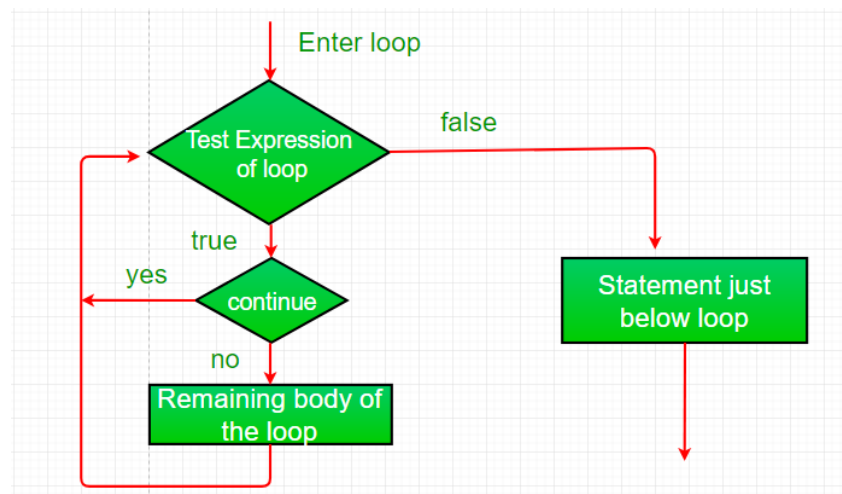 Enter loop
Test Expression
of loop
false
true
yes
continue
Statement just
below loop
no
Remaining body of
the loop